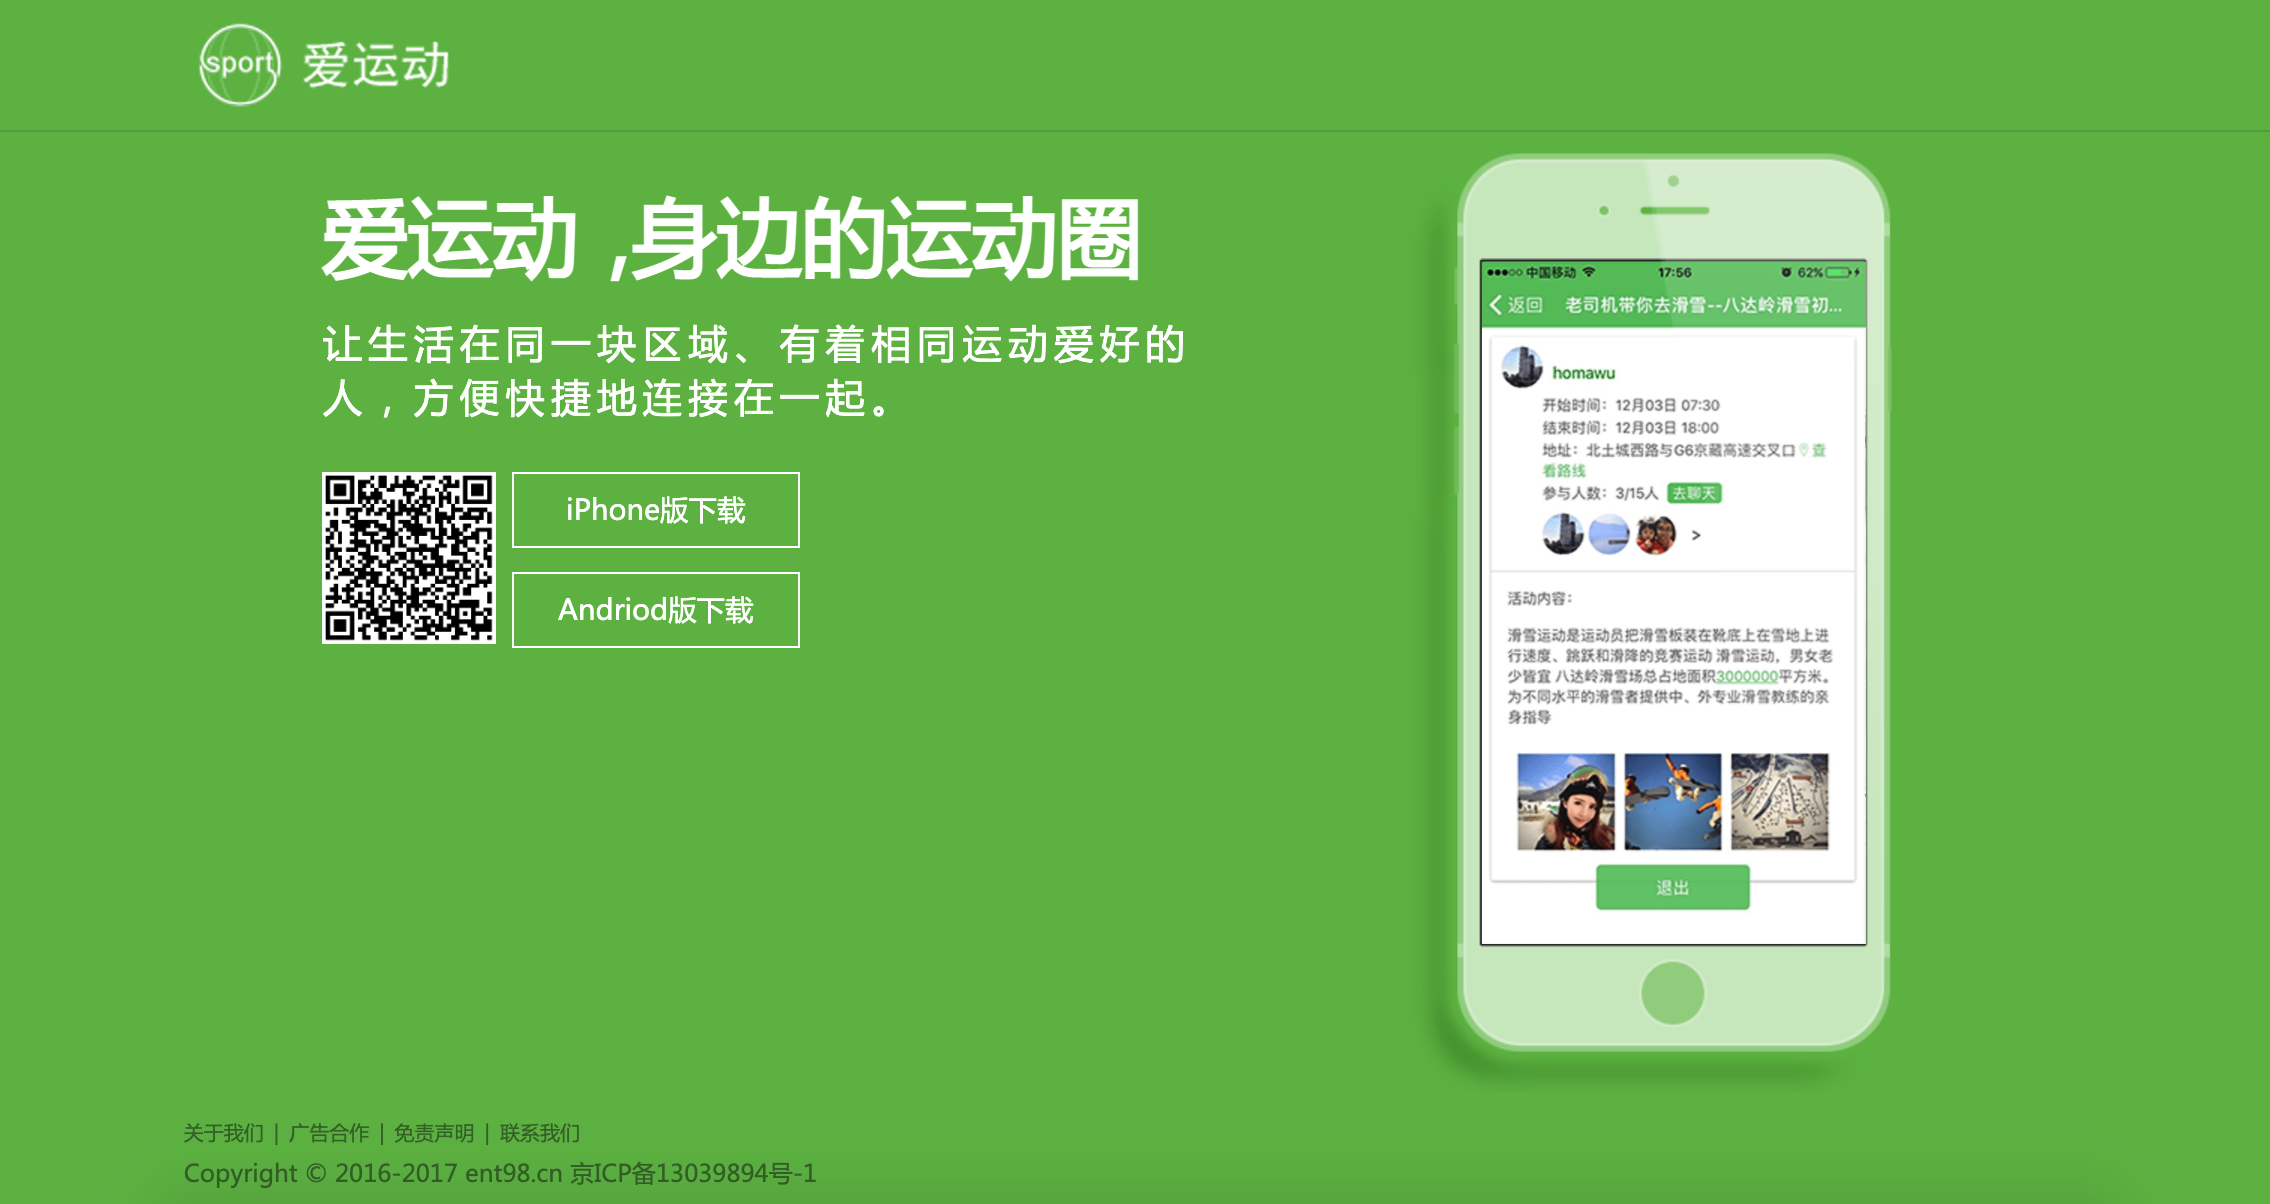 sport 爱运动
爱运动 ,身边的运动圈
让生活在同一块区域、有着相同运动爱好的
人，方便快捷地连接在一起。
iPhone版下载
Andriod版下载
中国移动 17:56 62%
返回 老司机带你去滑雪--八达岭滑雪初...
homawu
开始时间：12月03日 07:30
结束时间：12月03日 18:00
地址：北土城西路与G6京藏高速交叉口 查
看路线
参与人数：3/15人 去聊天
>
活动内容：
滑雪运动是运动员把滑雪板装在靴底上在雪地上进
行速度、跳跃和滑降的竞赛运动 滑雪运动，男女老
少皆宜 八达岭滑雪场总占地面积3000000平方米。
为不同水平的滑雪者提供中、外专业滑雪教练的亲
身指导
退出
关于我们 | 广告合作 | 免责声明 | 联系我们
Copyright © 2016-2017 ent98.cn 京ICP备13039894号-1